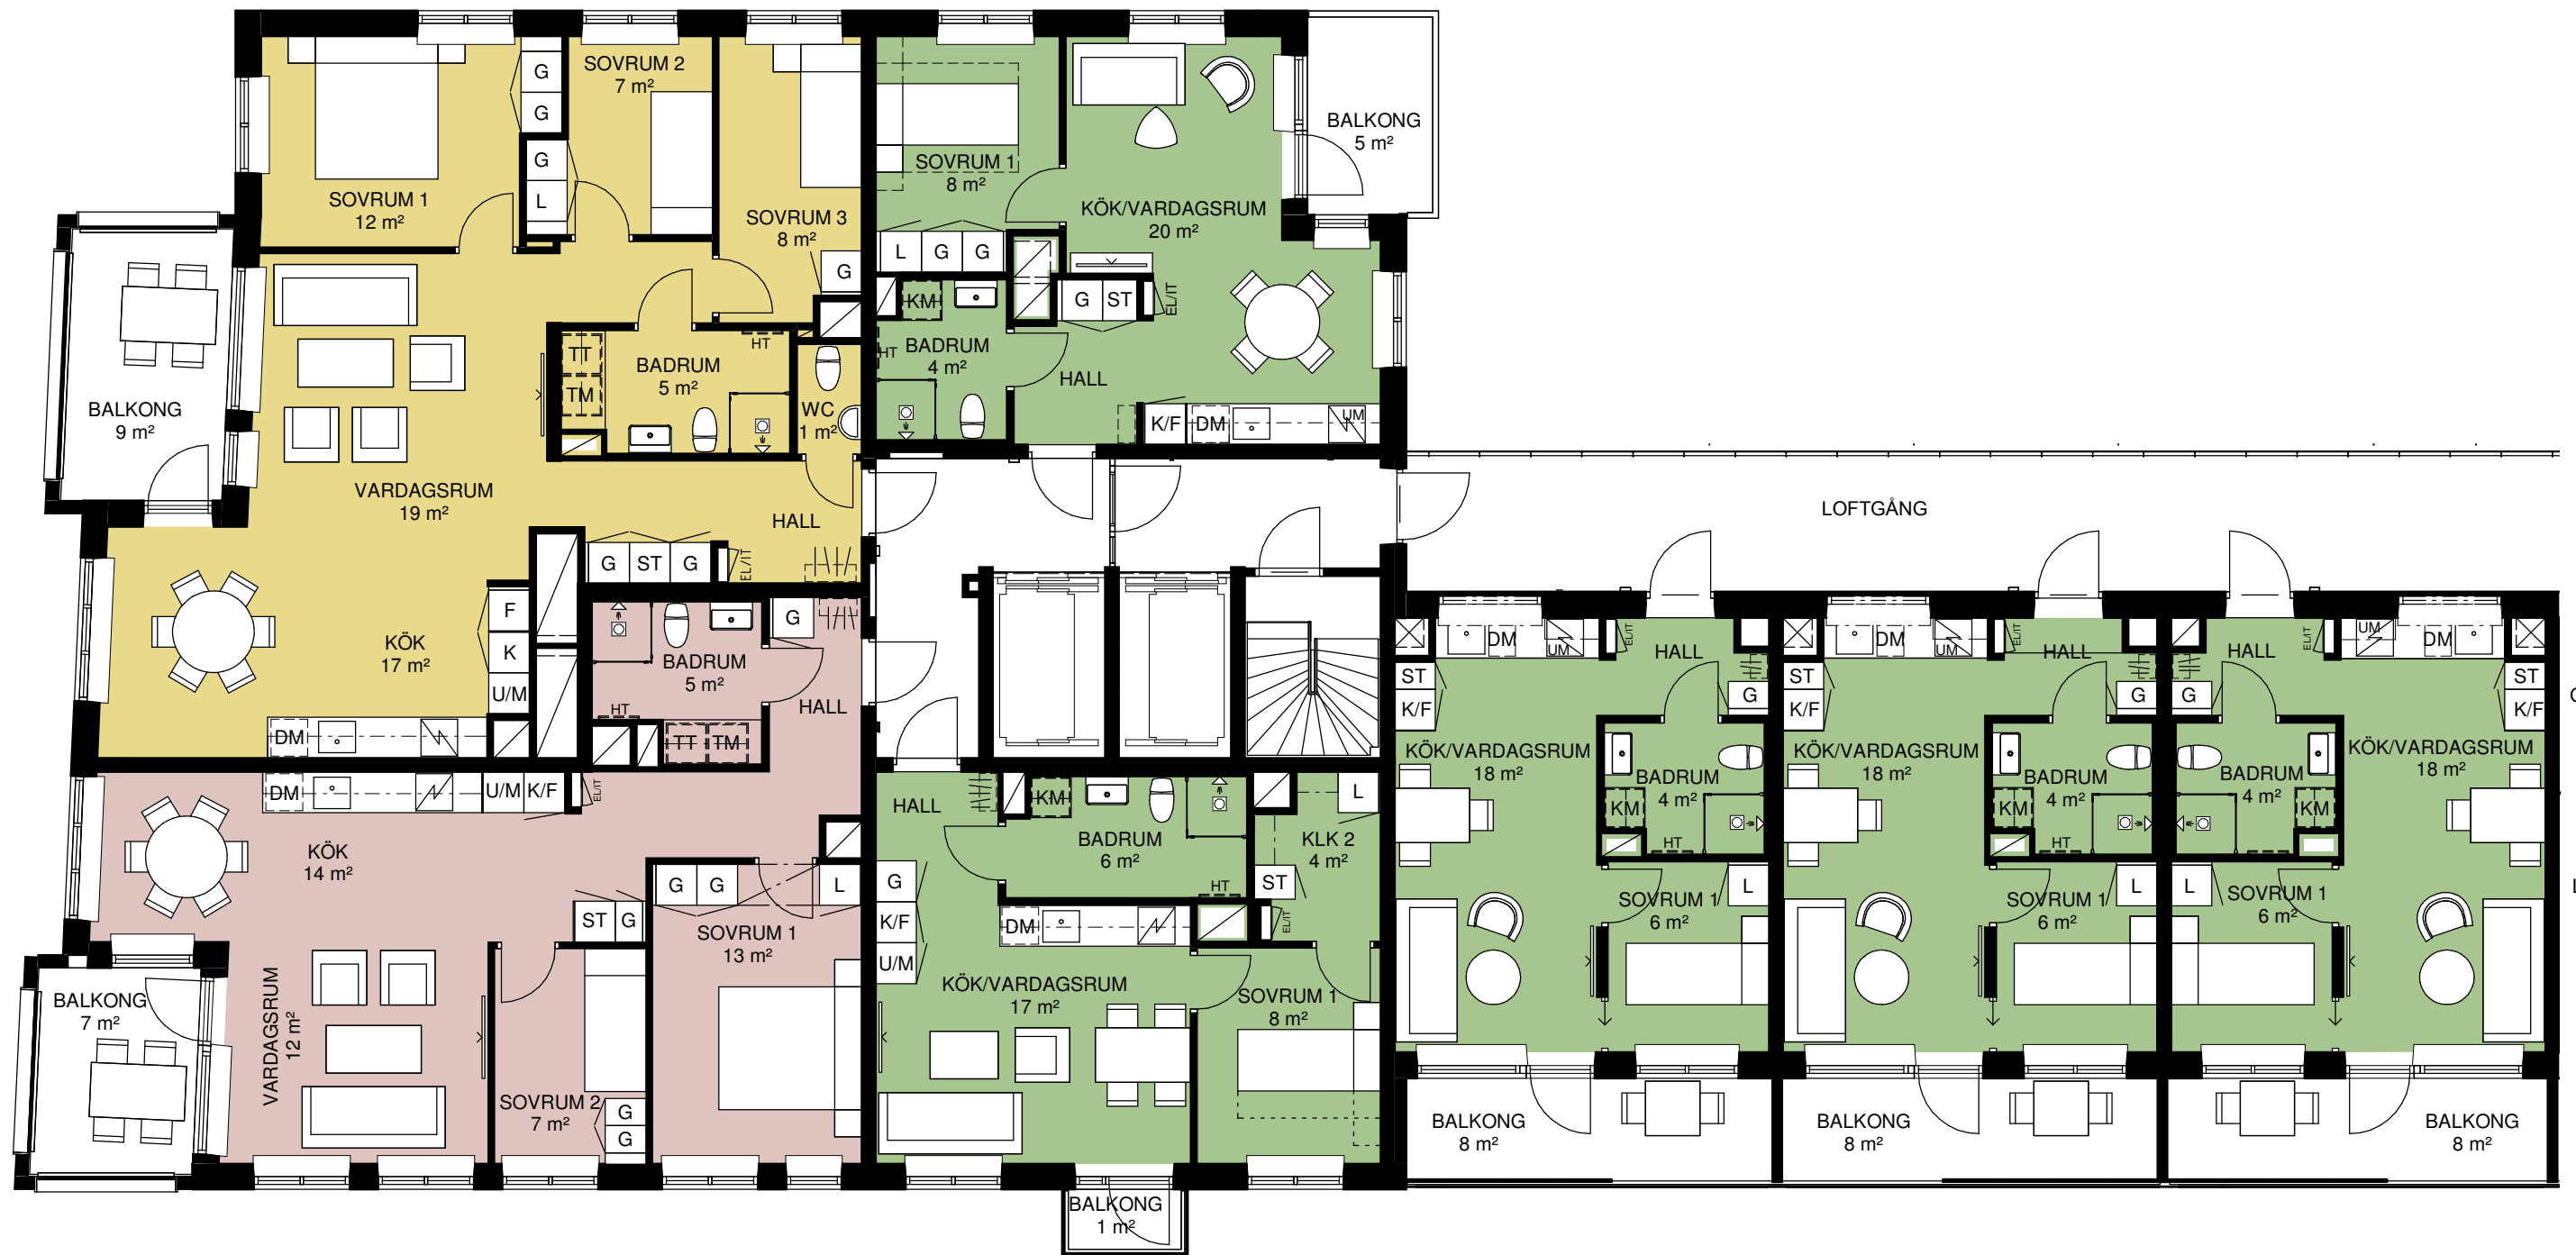 SOVRUM 1
12 m²
G
G
G
L
SOVRUM 2
7 m²
SOVRUM 3
8 m²
G
BALKONG
9 m²
VARDAGSRUM
19 m²
TT
TM
BADRUM
5 m²
HT
WC
1 m²
HALL
G ST G
EL/IT
KÖK
17 m²
F
K
U/M
DM
SOVRUM 1
8 m²
L G G
KÖK/VARDAGSRUM
20 m²
BALKONG
5 m²
KM
HT
BADRUM
4 m²
G ST
EL/IT
HALL
K/F DM UM
LOFTGÅNG
BADRUM
5 m²
HT
TT TM
G
HALL
DM U/M K/F
EL/IT
KÖK
14 m²
ST G
VARDAGSRUM
12 m²
BALKONG
7 m²
SOVRUM 2
7 m²
G
G
G G L
SOVRUM 1
13 m²
HALL
KM
BADRUM
6 m²
HT
L
KLK 2
4 m²
ST
EL/IT
G
K/F
U/M
DM
KÖK/VARDAGSRUM
17 m²
SOVRUM 1
8 m²
BALKONG
1 m²
DM UM
EL/IT
HALL
ST
K/F
G
KÖK/VARDAGSRUM
18 m²
BADRUM
4 m²
KM
HT
SOVRUM 1
6 m²
L
BALKONG
8 m²
DM UM
EL/IT
HALL
ST
K/F
G
KÖK/VARDAGSRUM
18 m²
BADRUM
4 m²
KM
HT
SOVRUM 1
6 m²
L
BALKONG
8 m²
HALL
EL/IT
UM DM
G
ST
K/F
KÖK/VARDAGSRUM
18 m²
BADRUM
4 m²
KM
HT
L
SOVRUM 1
6 m²
BALKONG
8 m²